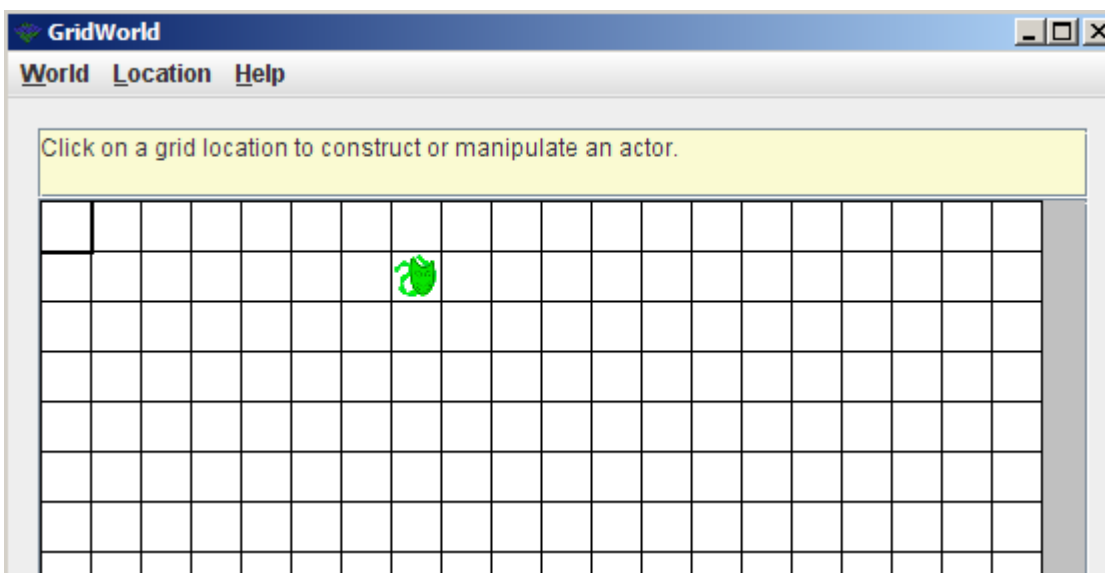 GridWorld
World Location Help
Click on a grid location to construct or manipulate an actor.